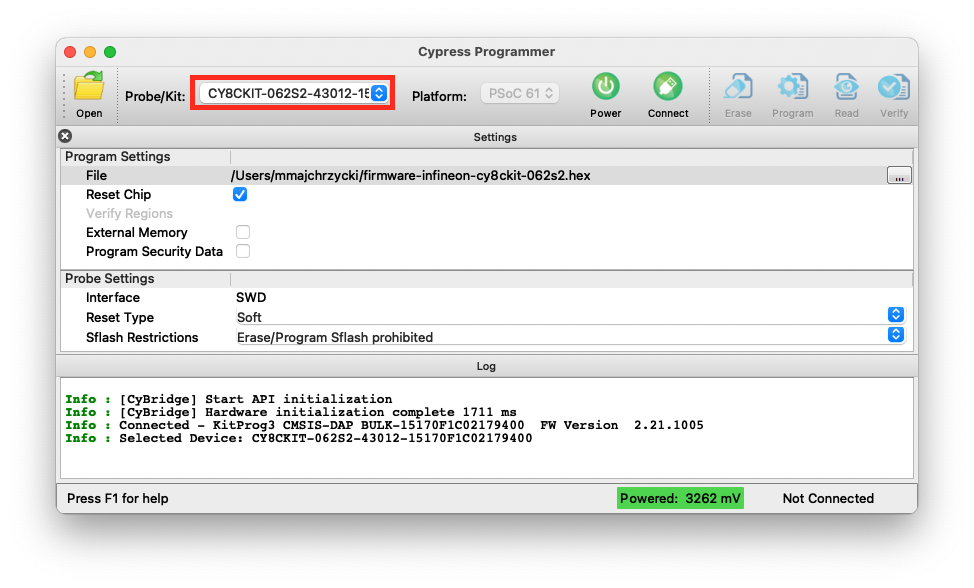 Cypress Programmer
Open
Probe/Kit:
CY8CKIT-062S2-43012-15
Platform:
PSoC 61
Power
Connect
Erase
Program
Read
Verify
Settings
Program Settings
File /Users/mmajchrzycki/firmware-infineon-cy8ckit-062s2.hex ...
Reset Chip
Verify Regions
External Memory
Program Security Data
Probe Settings
Interface SWD
Reset Type Soft
Sflash Restrictions Erase/Program Sflash prohibited
Log
Info : [CyBridge] Start API initialization
Info : [CyBridge] Hardware initialization complete 1711 ms
Info : Connected - KitProg3 CMSIS-DAP BULK-15170F1C02179400 FW Version 2.21.1005
Info : Selected Device: CY8CKIT-062S2-43012-15170F1C02179400
Press F1 for help
Powered: 3262 mV
Not Connected